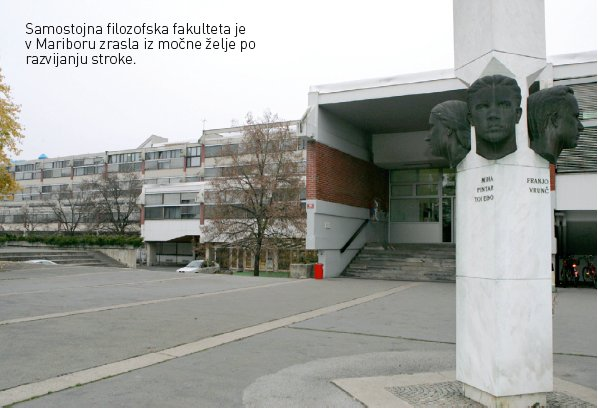 Samostojna filozofska fakulteta je
v Mariboru zrasla iz močne želje po
razvijanju stroke.
MIHA
PINTAR
TOLEDO
FRANJO
VRUNČ